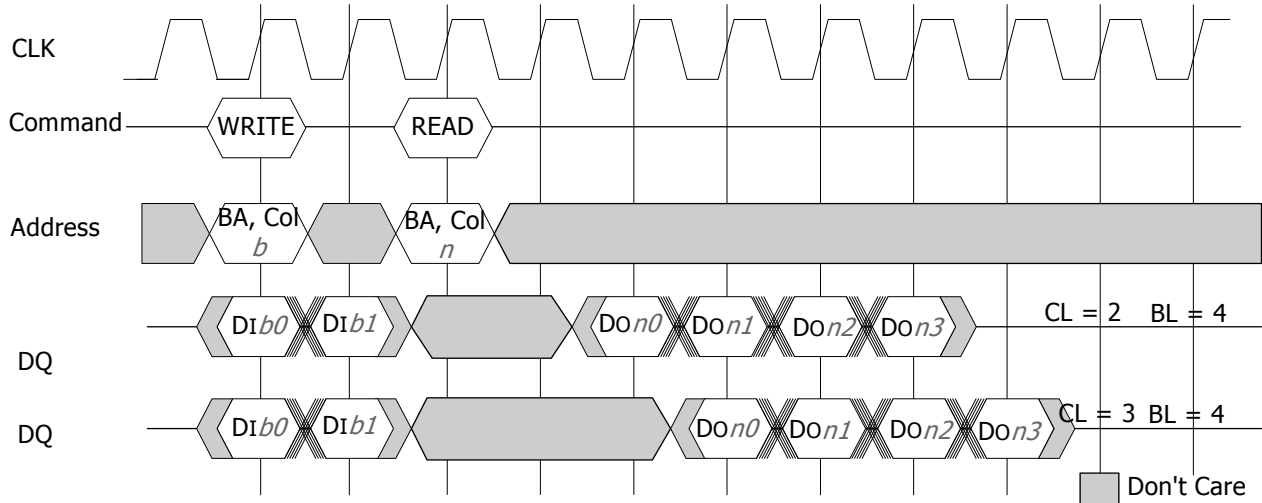 CLK
Command WRITE READ
Address BA, Col b BA, Col n
DQ DIb0 DIb1 DOn0 DOn1 DOn2 DOn3 CL = 2 BL = 4
DQ DIb0 DIb1 DOn0 DOn1 DOn2 DOn3 CL = 3 BL = 4
Don't Care